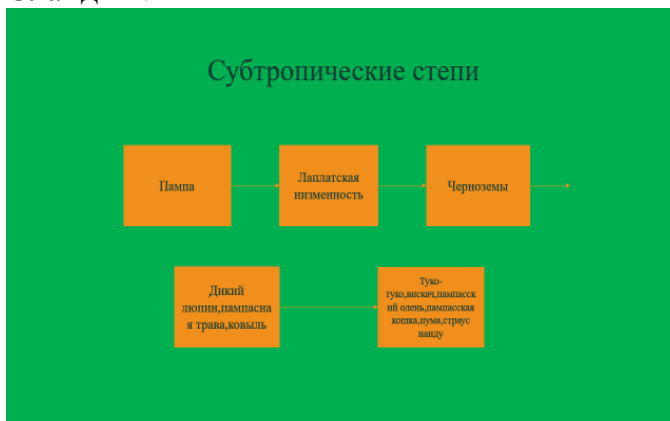 Субтропические степи
Пампа
Лаплатская
низменность
Черноземы
Дикий
люпин,пампасна
я трава,ковыль
Туко-
туко,вискач,пампасск
ий олень,пампасская
кошка,пума,страус
нанду